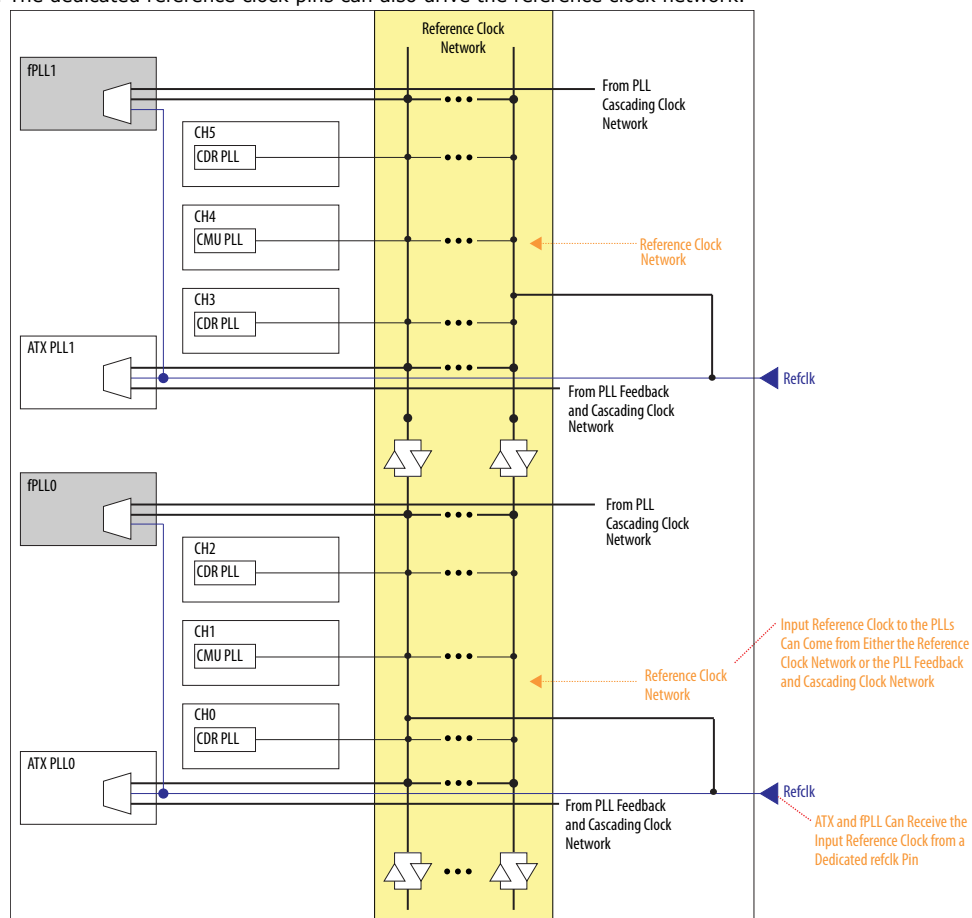 The dedicated reference clock pins can also drive the reference clock network.
Reference Clock
Network
fPLL1
From PLL
Cascading Clock
Network
CH5
CDR PLL
CH4
CMU PLL
Reference Clock
Network
CH3
CDR PLL
ATX PLL1
Refclk
From PLL Feedback
and Cascading Clock
Network
fPLL0
From PLL
Cascading Clock
Network
CH2
CDR PLL
CH1
CMU PLL
Input Reference Clock to the PLLs
Can Come from Either the Reference
Clock Network or the PLL Feedback
and Cascading Clock Network
Reference Clock
Network
CH0
CDR PLL
ATX PLL0
Refclk
From PLL Feedback
and Cascading Clock
Network
ATX and fPLL Can Receive the
Input Reference Clock from a
Dedicated refclk Pin